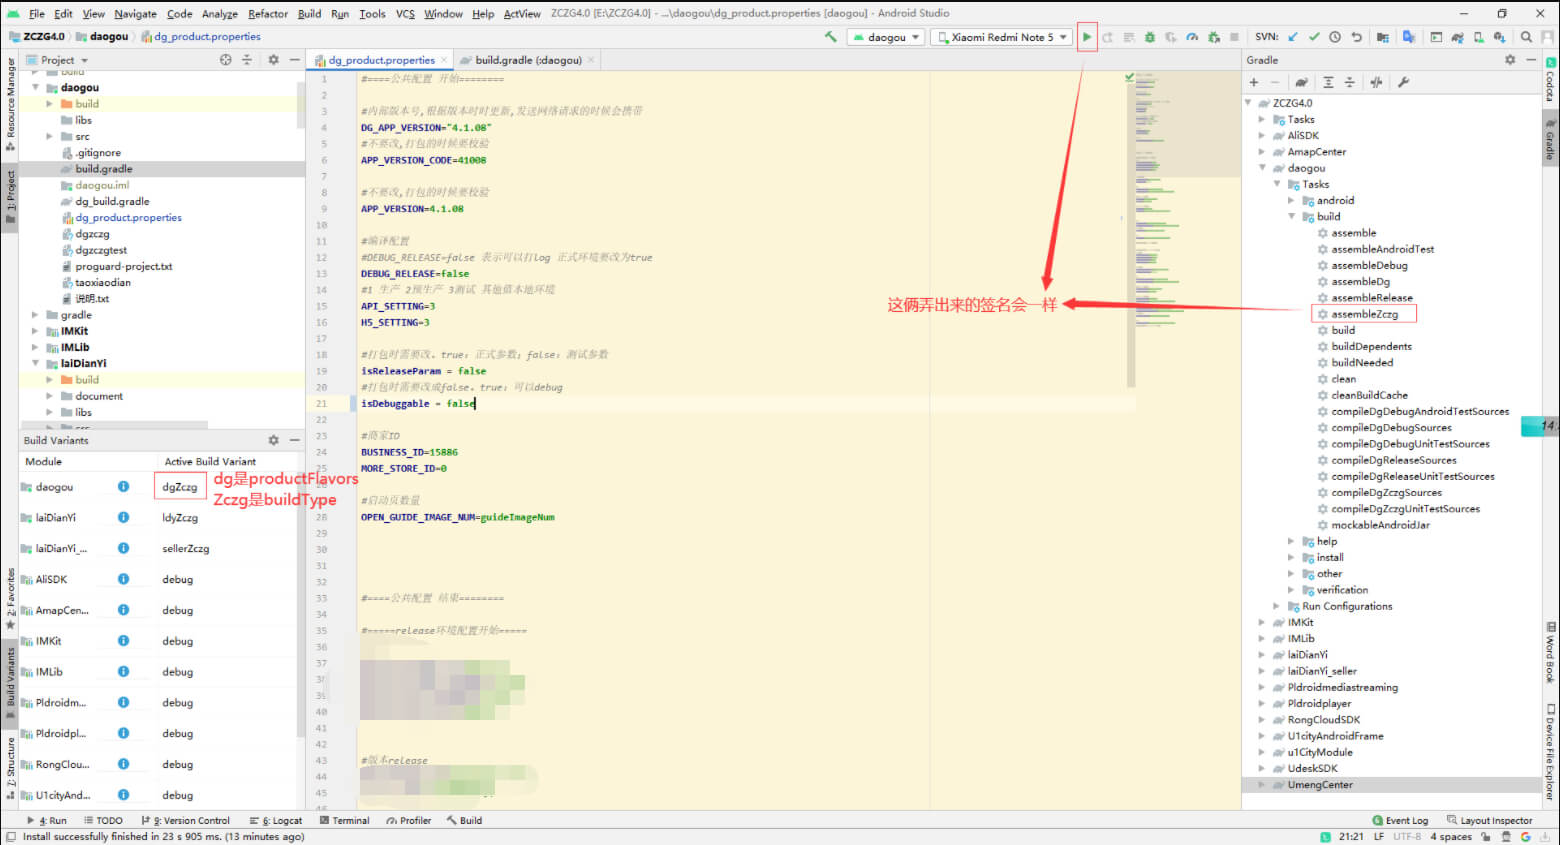 File Edit View Navigate Code Analyze Refactor Build Run Tools VCS Window Help ActView ZCZG4.0 [E:\ZCZG4.0] - ...\daogou\dg_product.properties [daogou] - Android Studio
ZCZG4.0 daogou dg_product.properties daogou Xiaomi Redmi Note 5 SVN:
Project
build
daogou
build
libs
src
.gitignore
build.gradle
daogou.iml
dg_build.gradle
dg_product.properties
dgzczg
dgzczgtest
proguard-project.txt
taoxiaodian
说明.txt
gradle
IMKit
IMLib
laiDianYi
build
document
libs
src
Resource Manager
1: Project
2: Favorites
Build Variants
7: Structure
Build Variants
Module Active Build Variant
daogou dgZczg
laiDianYi ldyZczg
laiDianYi_... sellerZczg
AliSDK debug
AmapCen... debug
IMKit debug
IMLib debug
Pldroidm... debug
Pldroidpl... debug
RongClou... debug
U1cityAnd... debug
dg是productFlavors
Zczg是buildType
dg_product.properties build.gradle (:daogou)
1 #====公共配置 开始========
2
3 #内部版本号,根据版本时时更新,发送网络请求的时候会携带
4 DG_APP_VERSION="4.1.08"
5 #不要改,打包的时候要校验
6 APP_VERSION_CODE=41008
7
8 #不要改,打包的时候要校验
9 APP_VERSION=4.1.08
10
11 #编译配置
12 #DEBUG_RELEASE=false 表示可以打log 正式环境要改为true
13 DEBUG_RELEASE=false
14 #1 生产 2预生产 3测试 其他值本地环境
15 API_SETTING=3
16 H5_SETTING=3
17
18 #打包时需要改。true：正式参数；false：测试参数
19 isReleaseParam = false
20 #打包时需要改成false。true：可以debug
21 isDebuggable = false
22
23 #商家ID
24 BUSINESS_ID=15886
25 MORE_STORE_ID=0
26
27 #启动页数量
28 OPEN_GUIDE_IMAGE_NUM=guideImageNum
29
30
31
32
33 #====公共配置 结束========
34
35 #=====release环境配置开始=====
36
37
38
39
40
41
42
43 #版本release
44
45
46
这俩弄出来的签名会一样
Gradle
ZCZG4.0
Tasks
AliSDK
AmapCenter
daogou
Tasks
android
build
assemble
assembleAndroidTest
assembleDebug
assembleDg
assembleRelease
assembleZczg
build
buildDependents
buildNeeded
clean
cleanBuildCache
compileDgDebugAndroidTestSources
compileDgDebugSources
compileDgDebugUnitTestSources
compileDgReleaseSources
compileDgReleaseUnitTestSources
compileDgZczgSources
compileDgZczgUnitTestSources
mockableAndroidJar
help
install
other
verification
Run Configurations
IMKit
IMLib
laiDianYi
laiDianYi_seller
Pldroidmediastreaming
Pldroidplayer
RongCloudSDK
U1cityAndroidFrame
u1CityModule
UdeskSDK
UmengCenter
Codota
Gradle
14
Word Book
Device File Explorer
4: Run TODO 9: Version Control 6: Logcat Terminal Profiler Build Event Log Layout Inspector
Install successfully finished in 23 s 905 ms. (13 minutes ago) 21:21 LF UTF-8 4 spaces